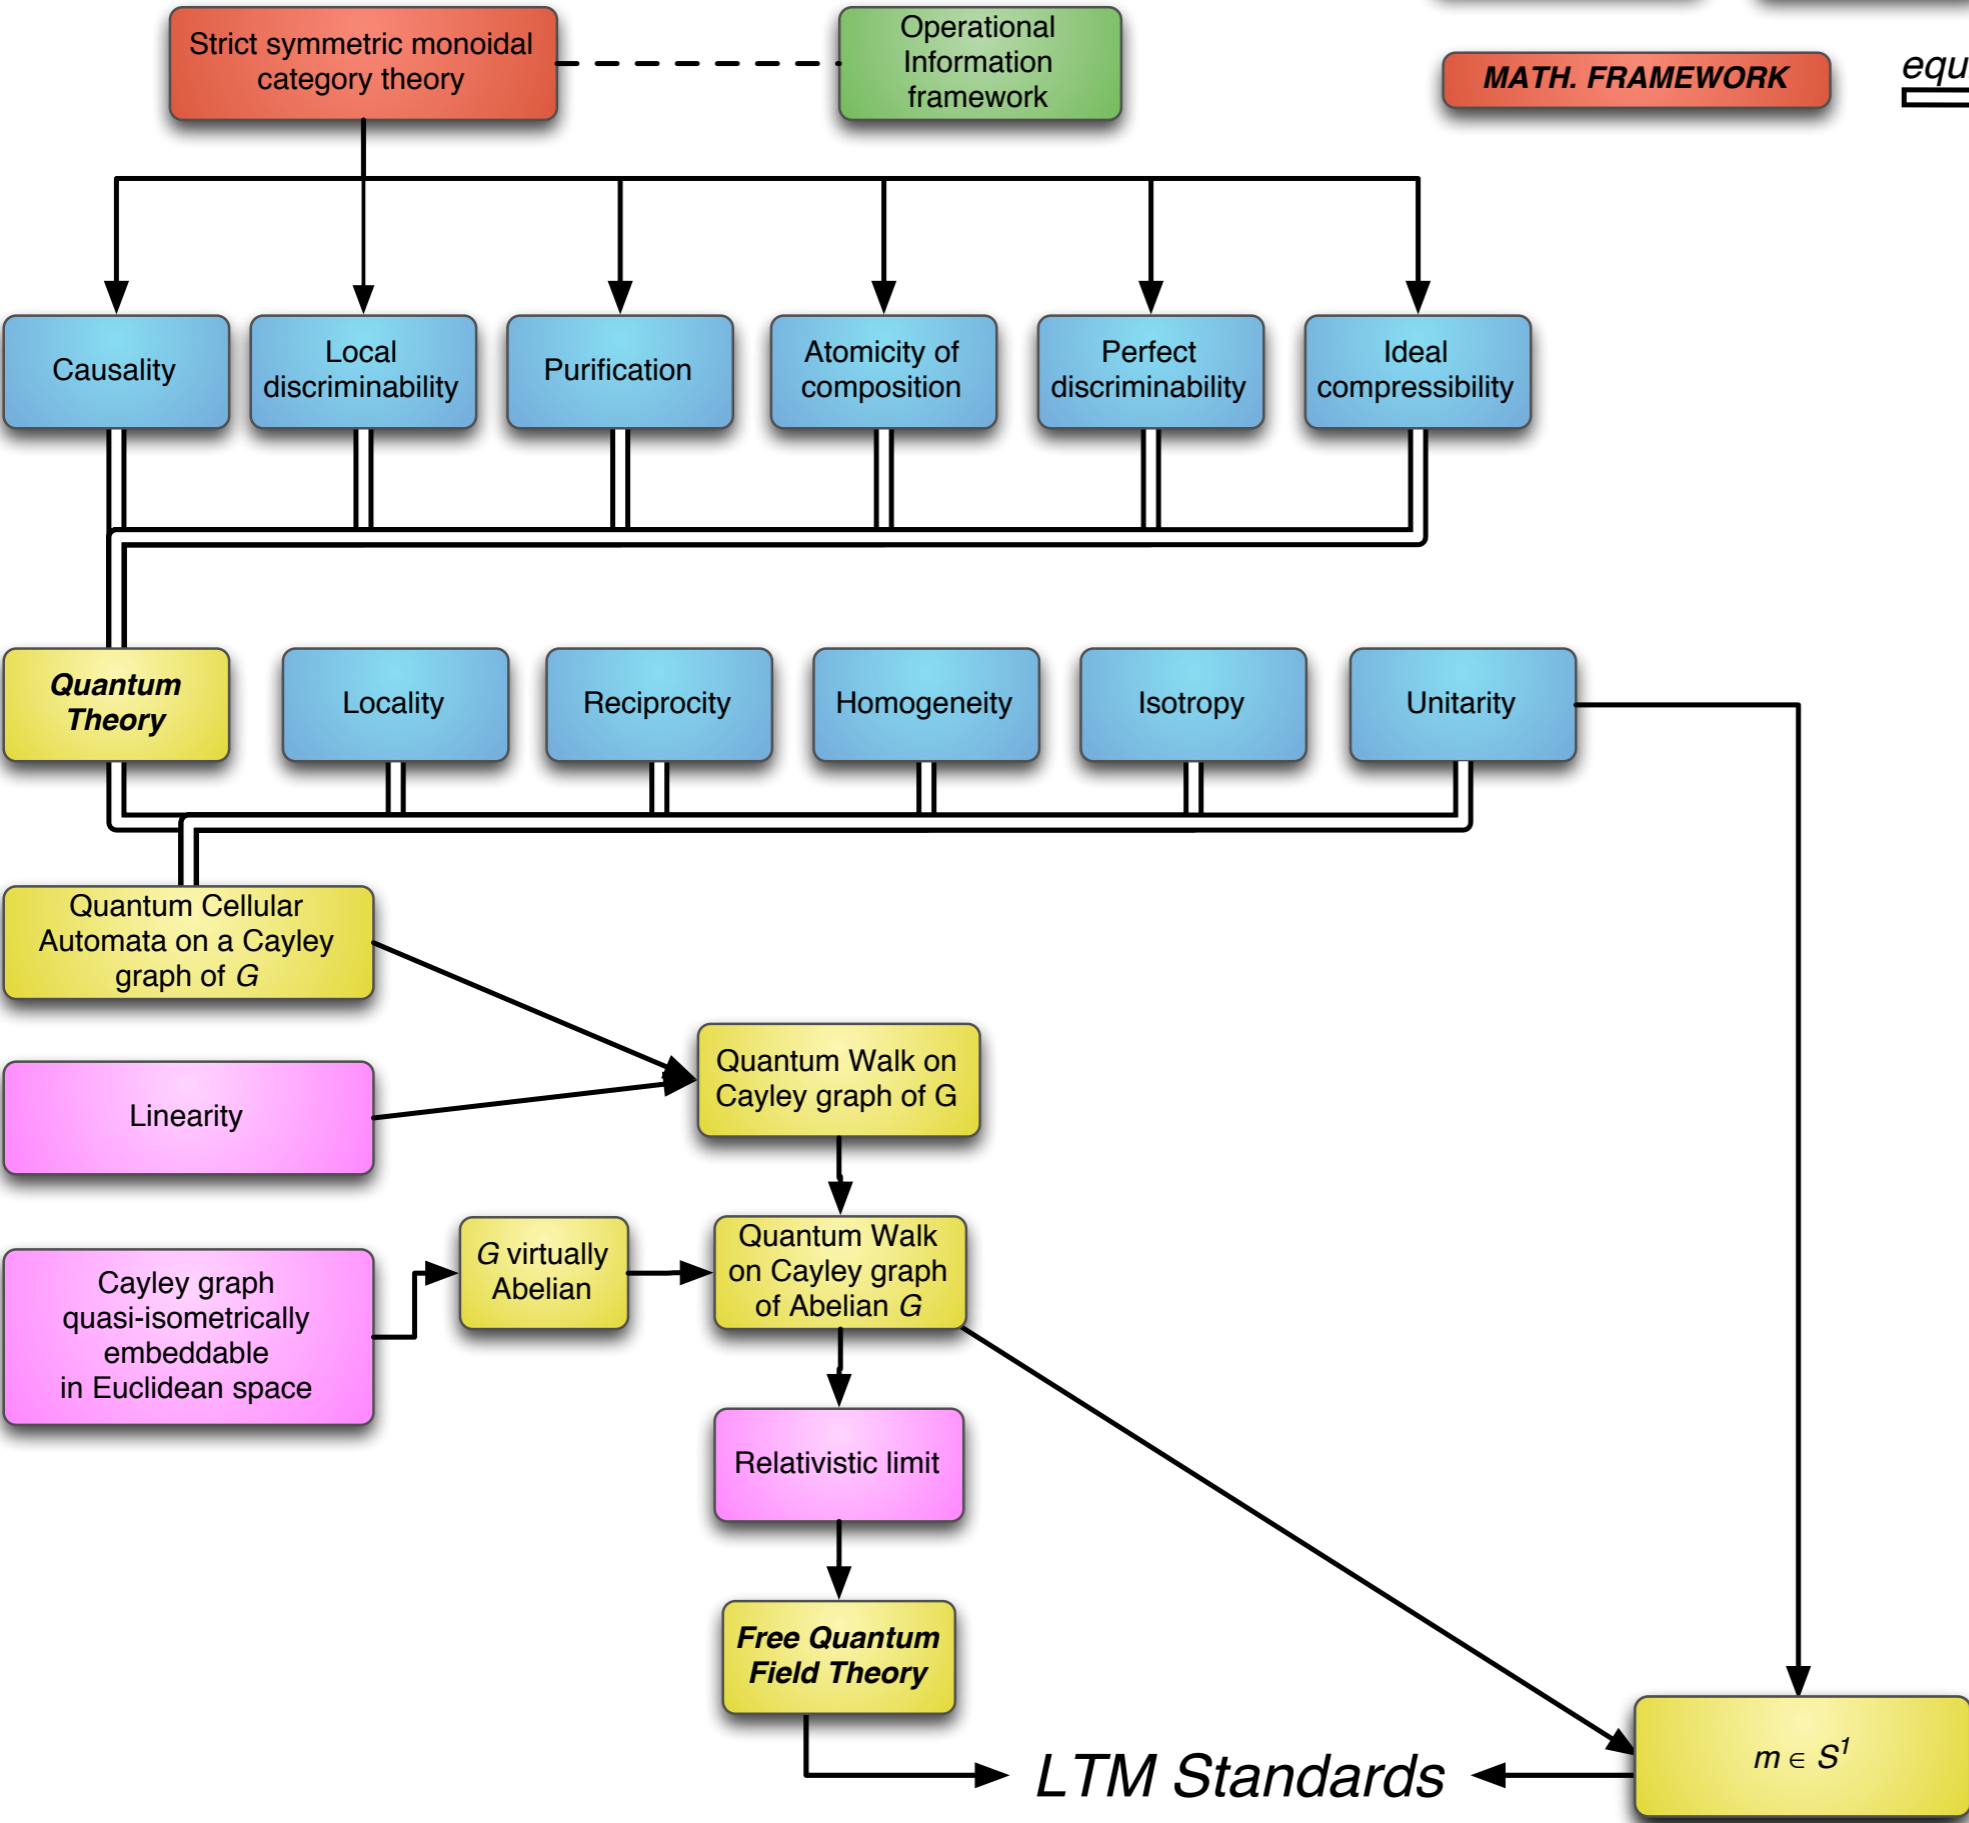 Strict symmetric monoidal
category theory
Operational
Information
framework
MATH. FRAMEWORK
Causality
Local
discriminability
Purification
Atomicity of
composition
Perfect
discriminability
Ideal
compressibility
Quantum
Theory
Locality
Reciprocity
Homogeneity
Isotropy
Unitarity
Quantum Cellular
Automata on a Cayley
graph of G
Linearity
Quantum Walk on
Cayley graph of G
Cayley graph
quasi-isometrically
embeddable
in Euclidean space
G virtually
Abelian
Quantum Walk
on Cayley graph
of Abelian G
Relativistic limit
Free Quantum
Field Theory
LTM Standards
m ∈ S¹